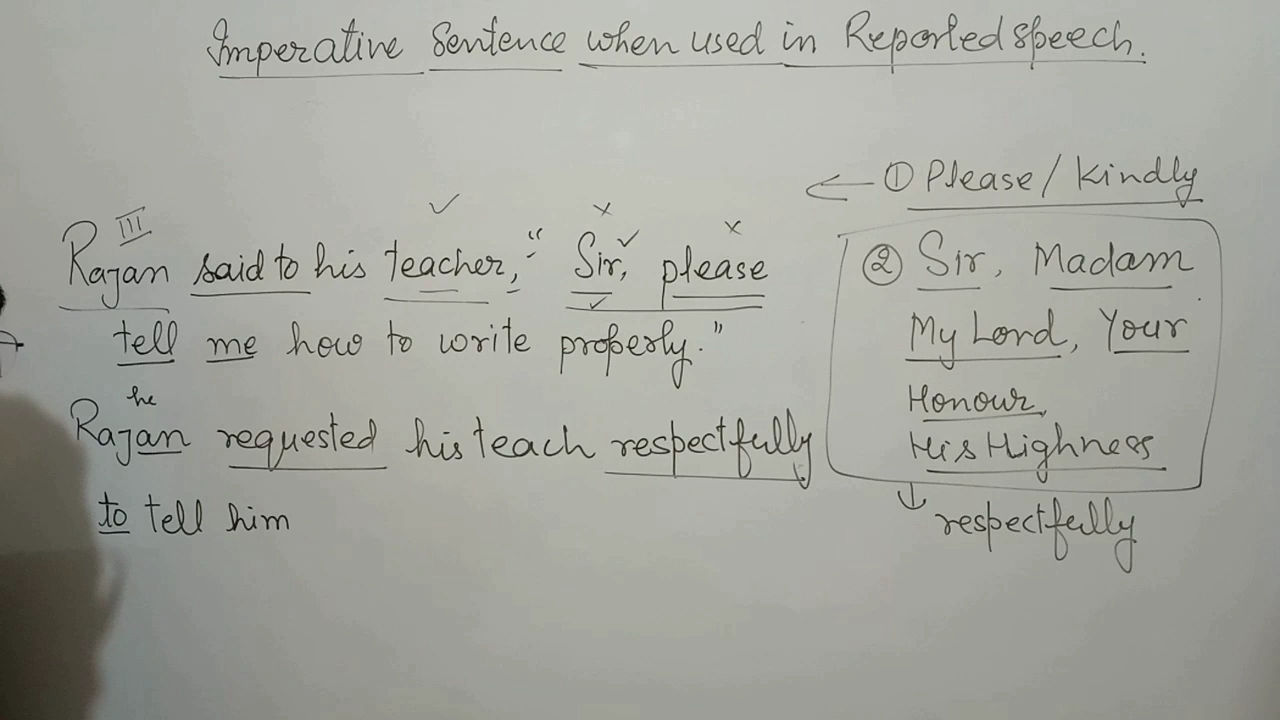 Imperative Sentence when used in Reported speech.
← ① Please / Kindly
III
Rajan said to his teacher, " Sir, please
tell me how to write properly."
he
Rajan requested his teach respectfully
to tell him
② Sir, Madam
My Lord, Your
Honour,
His Highness
↓ respectfully